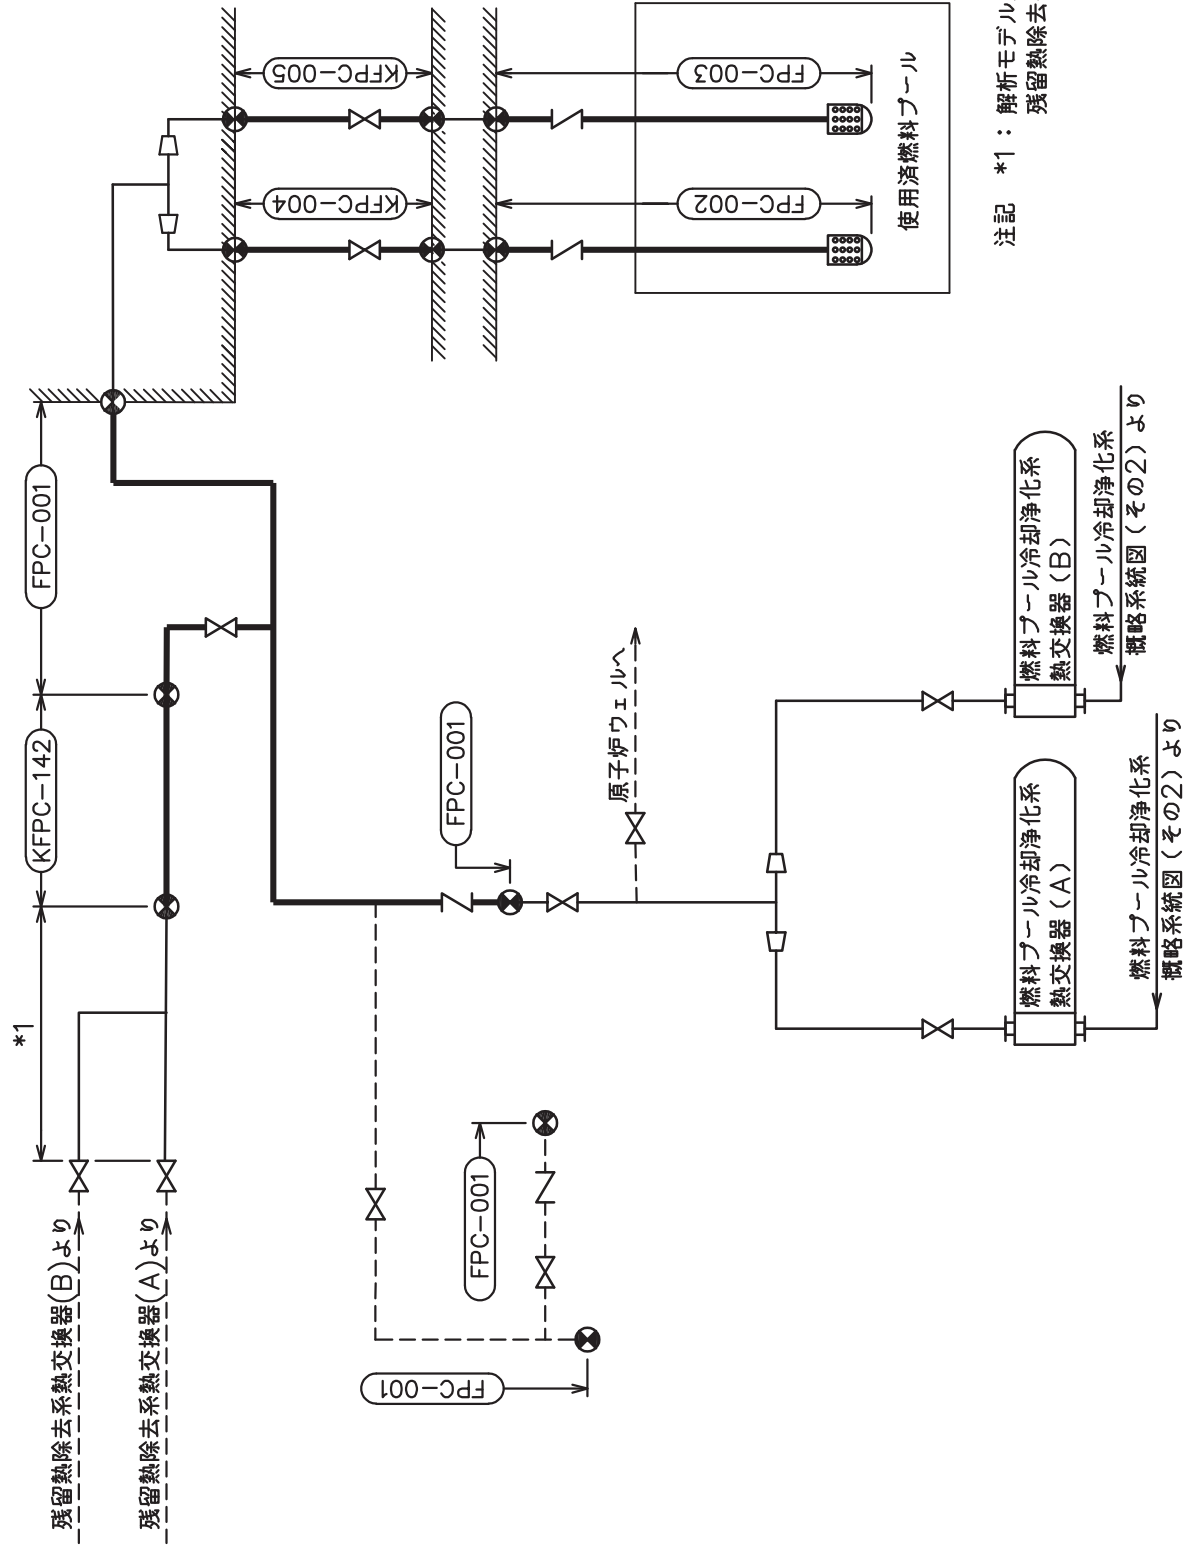 残留熱除去系熱交換器(B)より
残留熱除去系熱交換器(A)より
*1
KFPC-142
FPC-001
FPC-001
FPC-001
FPC-001
原子炉ウェルへ
KFPC-004
KFPC-005
FPC-002
FPC-003
使用済燃料プール
燃料プール冷却浄化系
熱交換器(A)
燃料プール冷却浄化系
熱交換器(B)
燃料プール冷却浄化系
概略系統図(その2)より
燃料プール冷却浄化系
概略系統図(その2)より
注記 *1:解析モデル
残留熱除去